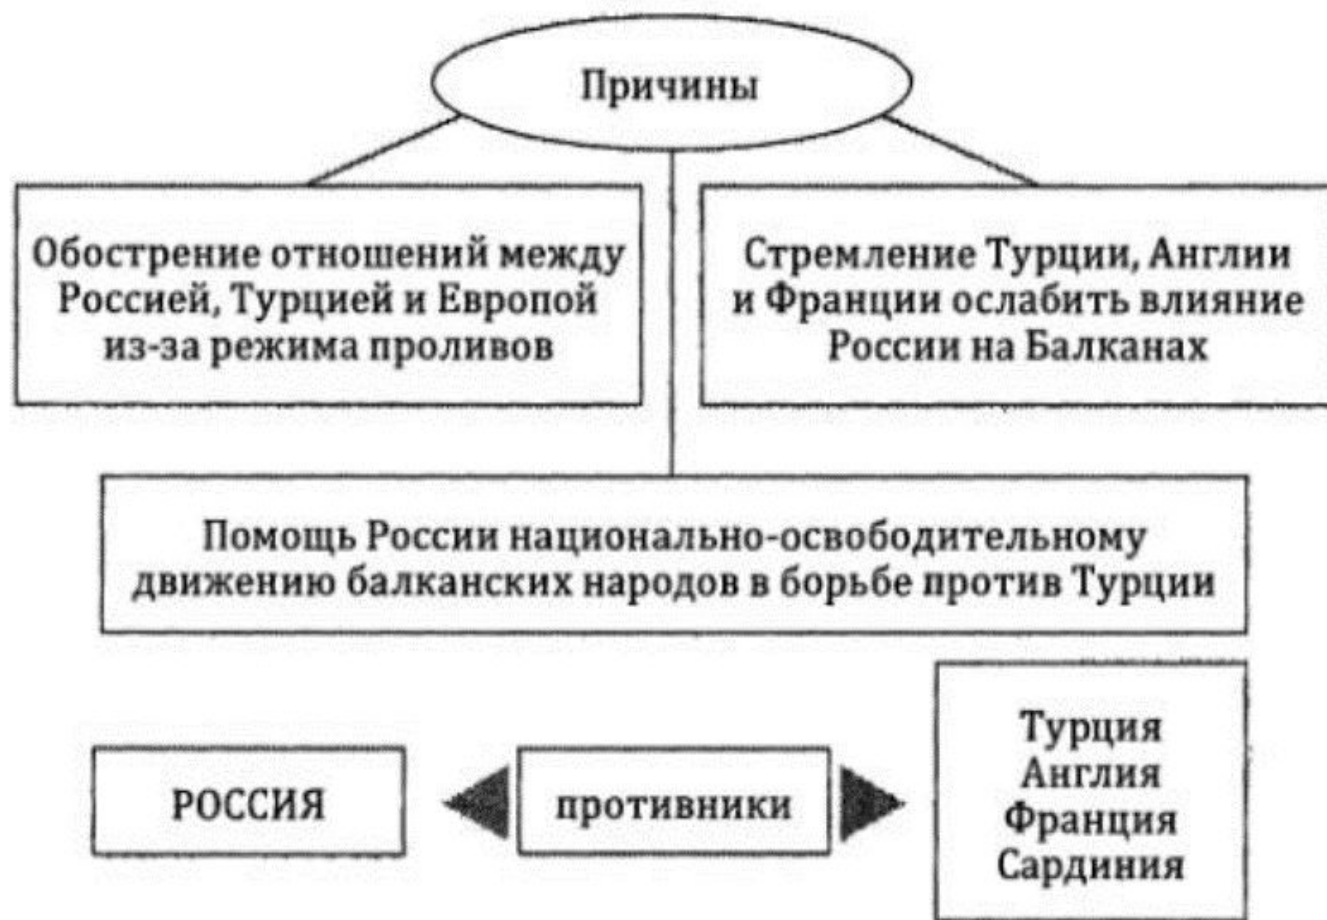 Причины
Обострение отношений между
Россией, Турцией и Европой
из-за режима проливов
Стремление Турции, Англии
и Франции ослабить влияние
России на Балканах
Помощь России национально-освободительному
движению балканских народов в борьбе против Турции
РОССИЯ
противники
Турция
Англия
Франция
Сардиния